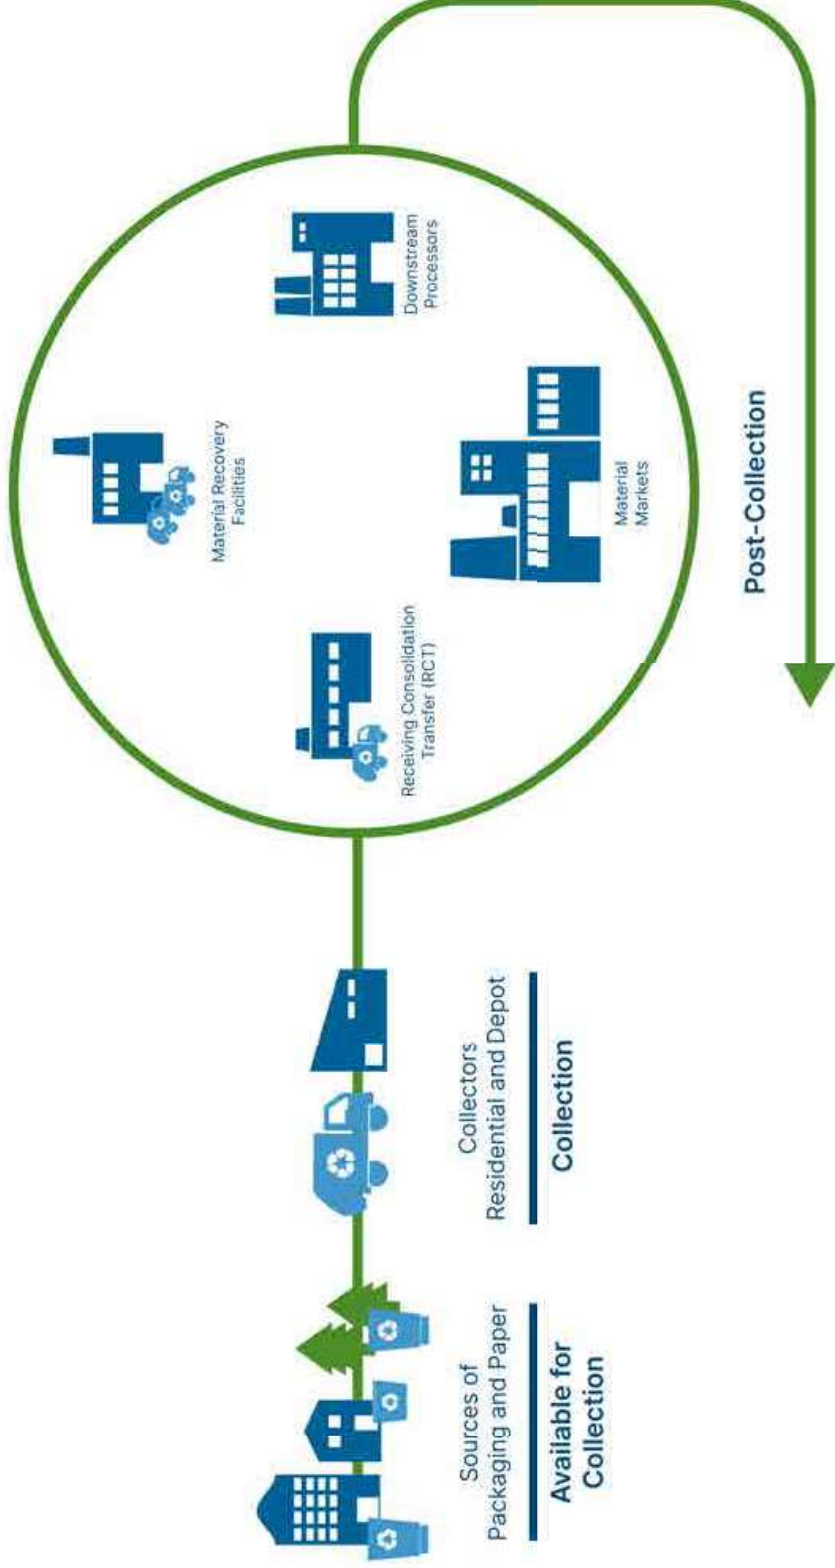 Sources of
Packaging and Paper
Available for
Collection
Collectors
Residential and Depot
Collection
Receiving Consolidation
Transfer (RCT)
Material Recovery
Facilities
Material
Markets
Downstream
Processors
Post-Collection